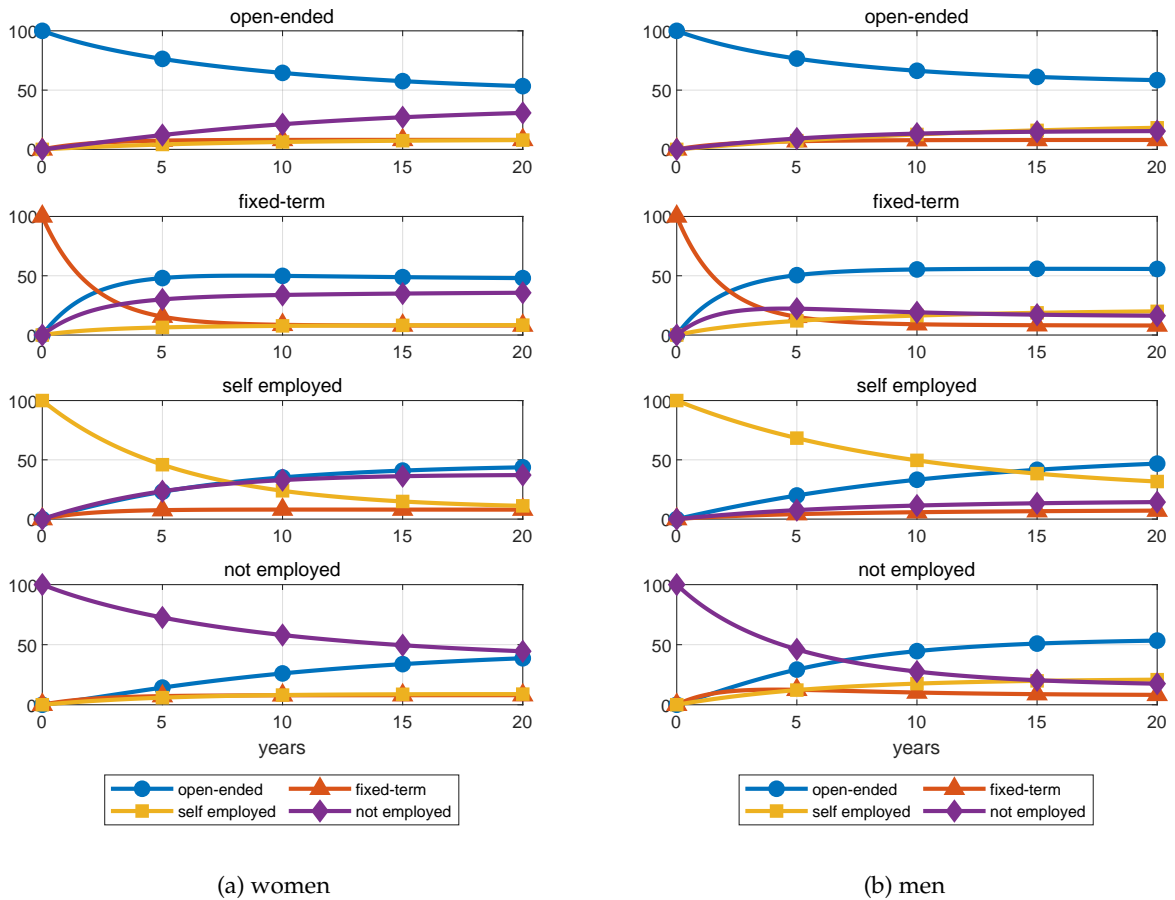 open-ended
100
50
0
0 5 10 15 20
fixed-term
100
50
0
0 5 10 15 20
self employed
100
50
0
0 5 10 15 20
not employed
100
50
0
0 5 10 15 20
years
open-ended fixed-term
self employed not employed
(a) women
open-ended
100
50
0
0 5 10 15 20
fixed-term
100
50
0
0 5 10 15 20
self employed
100
50
0
0 5 10 15 20
not employed
100
50
0
0 5 10 15 20
years
open-ended fixed-term
self employed not employed
(b) men